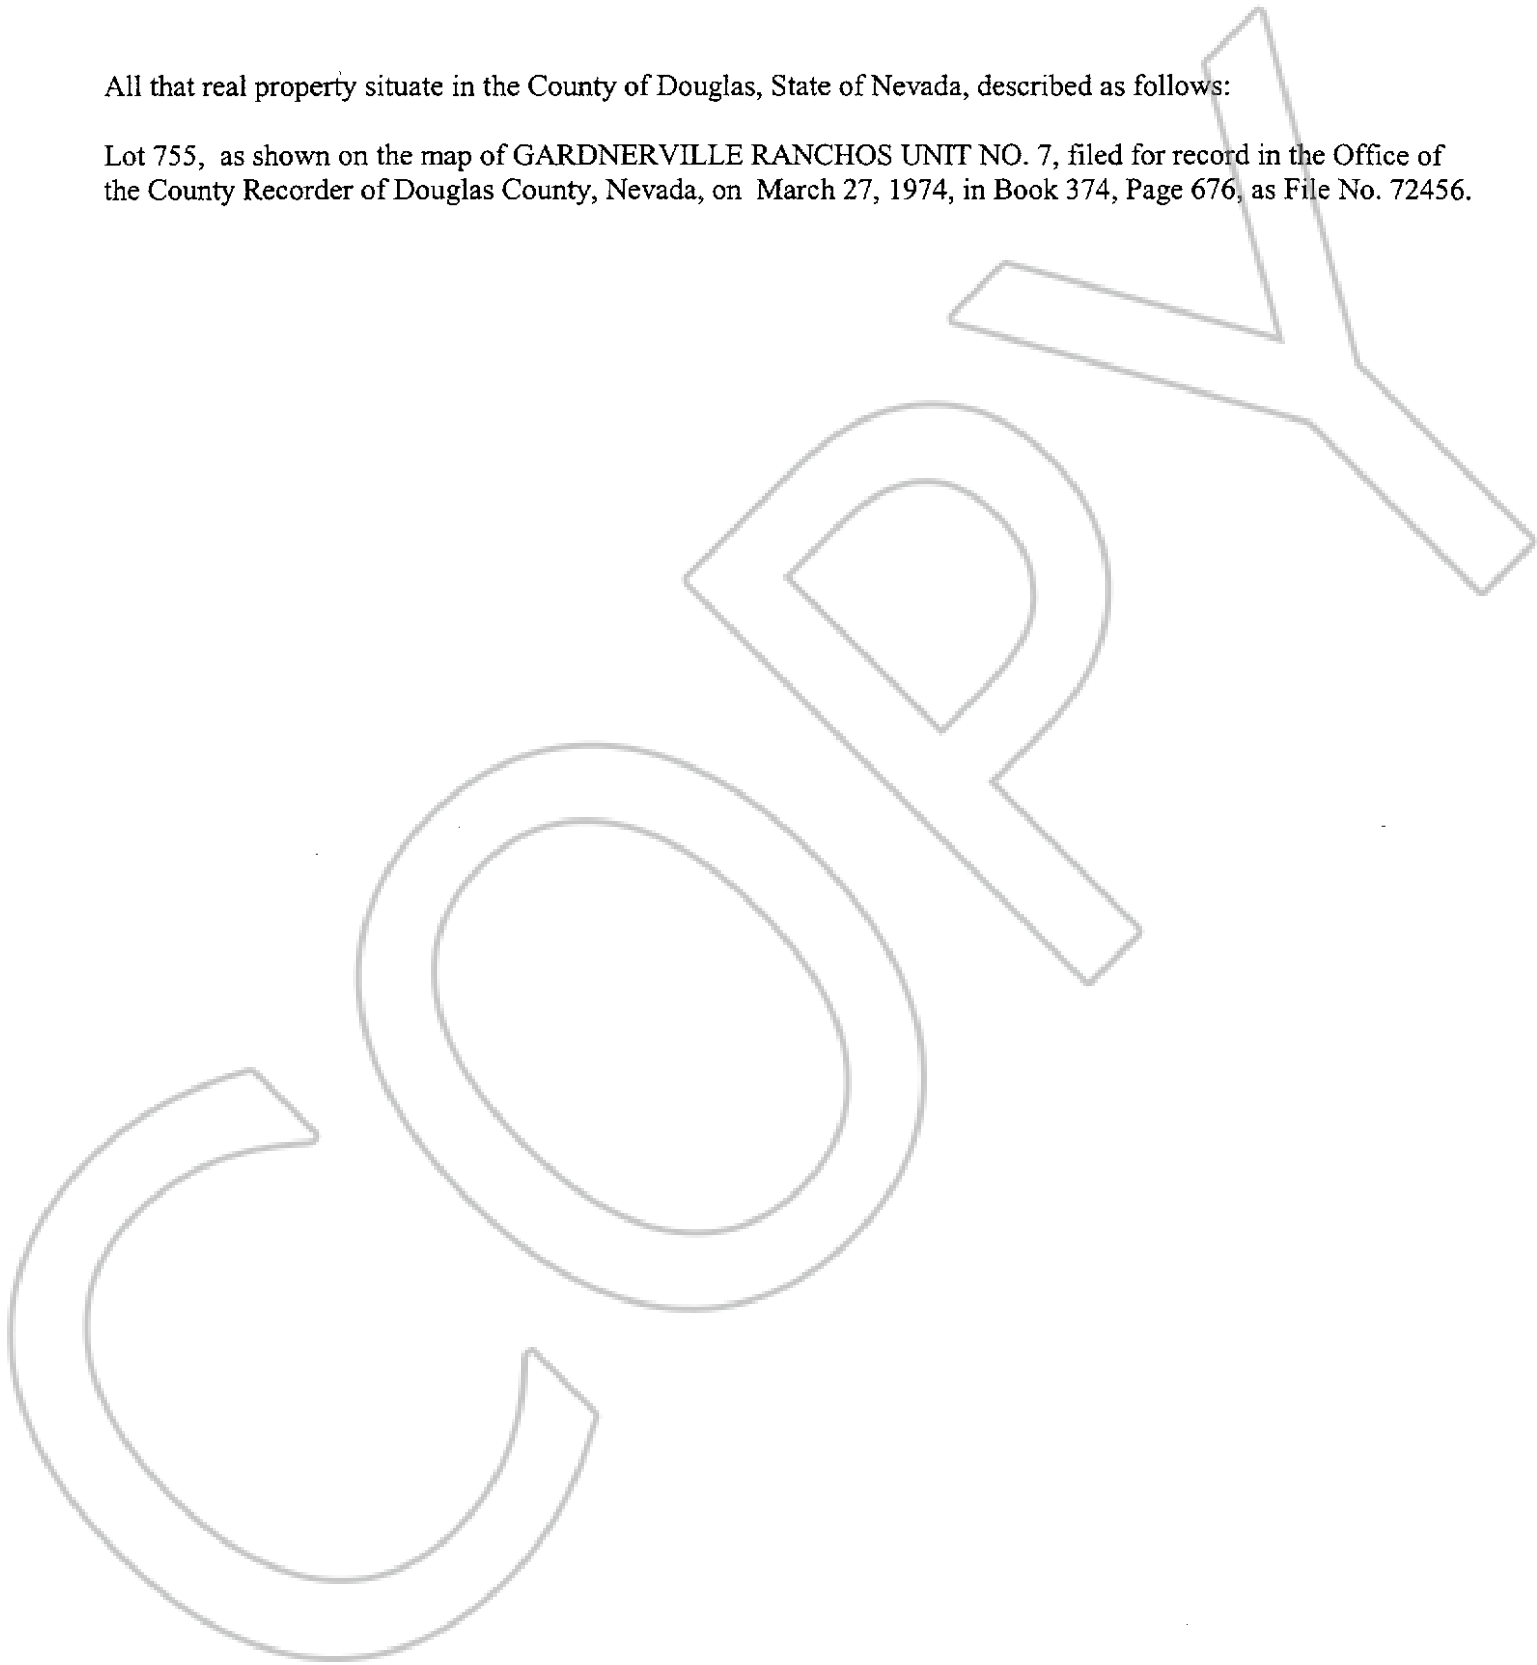 All that real property situate in the County of Douglas, State of Nevada, described as follows:
Lot 755, as shown on the map of GARDNERVILLE RANCHOS UNIT NO. 7, filed for record in the Office of
the County Recorder of Douglas County, Nevada, on March 27, 1974, in Book 374, Page 676, as File No. 72456.
COPY